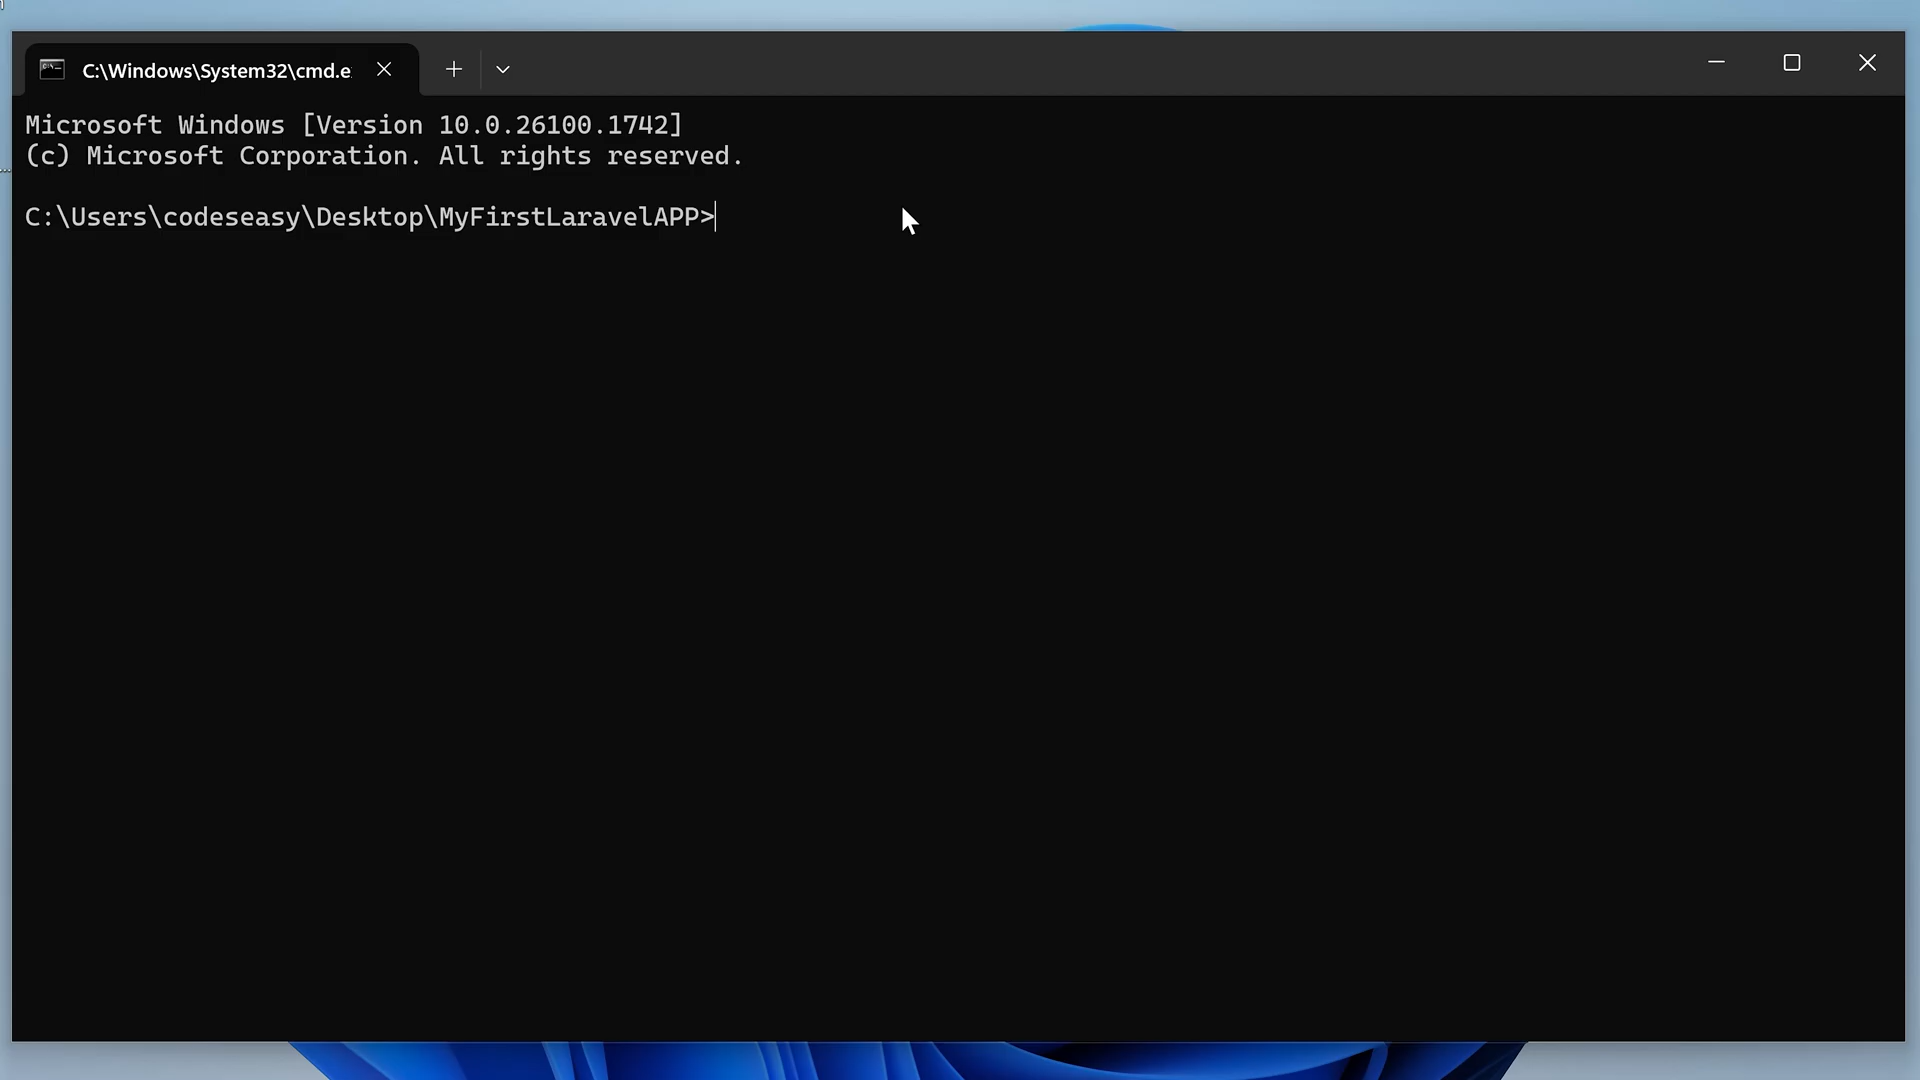 C:\Windows\System32\cmd.e
Microsoft Windows [Version 10.0.26100.1742]
(c) Microsoft Corporation. All rights reserved.
C:\Users\codeseasy\Desktop\MyFirstLaravelAPP>